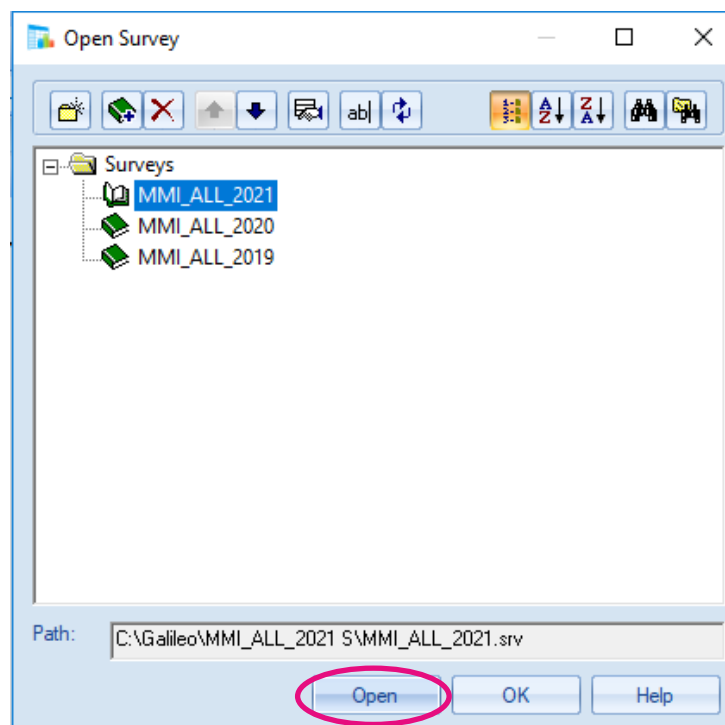 Open Survey
ab|
A Z
Z A
Surveys
MMI_ALL_2021
MMI_ALL_2020
MMI_ALL_2019
Path: C:\Galileo\MMI_ALL_2021 S\MMI_ALL_2021.srv
Open OK Help